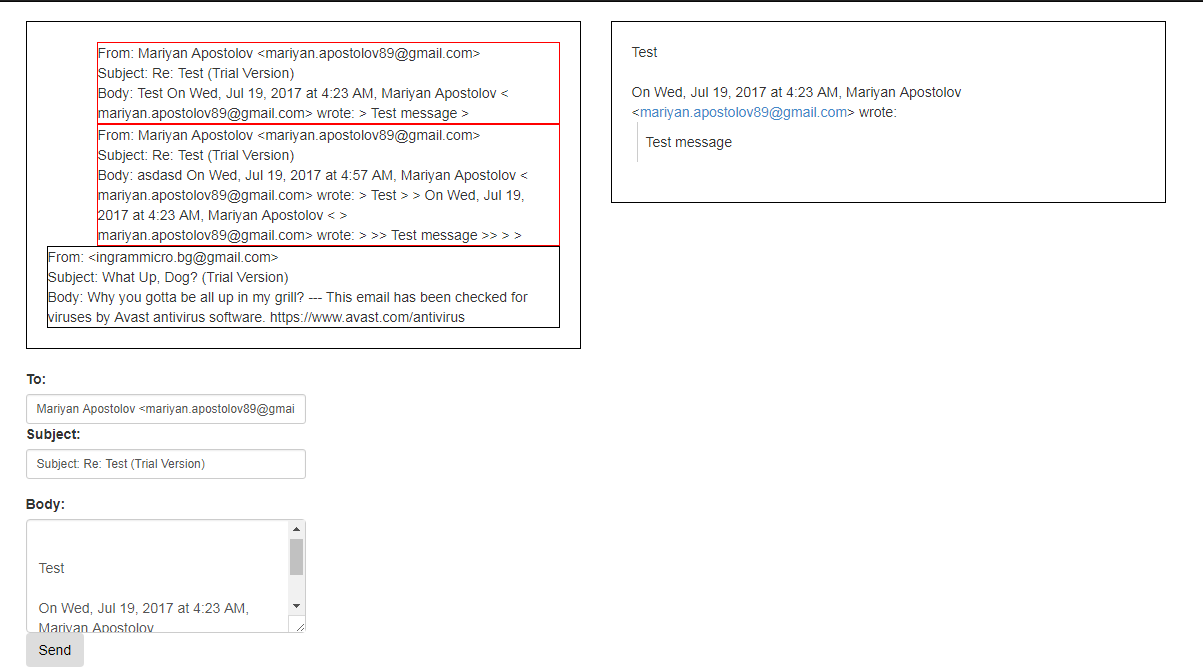 From: Mariyan Apostolov <mariyan.apostolov89@gmail.com>
Subject: Re: Test (Trial Version)
Body: Test On Wed, Jul 19, 2017 at 4:23 AM, Mariyan Apostolov <
mariyan.apostolov89@gmail.com> wrote: > Test message >
From: Mariyan Apostolov <mariyan.apostolov89@gmail.com>
Subject: Re: Test (Trial Version)
Body: asdasd On Wed, Jul 19, 2017 at 4:57 AM, Mariyan Apostolov <
mariyan.apostolov89@gmail.com> wrote: > Test > > On Wed, Jul 19,
2017 at 4:23 AM, Mariyan Apostolov < >
mariyan.apostolov89@gmail.com> wrote: > >> Test message >> > >
From: <ingrammicro.bg@gmail.com>
Subject: What Up, Dog? (Trial Version)
Body: Why you gotta be all up in my grill? --- This email has been checked for
viruses by Avast antivirus software. https://www.avast.com/antivirus
Test
On Wed, Jul 19, 2017 at 4:23 AM, Mariyan Apostolov
<mariyan.apostolov89@gmail.com> wrote:
Test message
To:
Mariyan Apostolov <mariyan.apostolov89@gmai
Subject:
Subject: Re: Test (Trial Version)
Body:
Test
On Wed, Jul 19, 2017 at 4:23 AM,
Mariyan Apostolov
Send